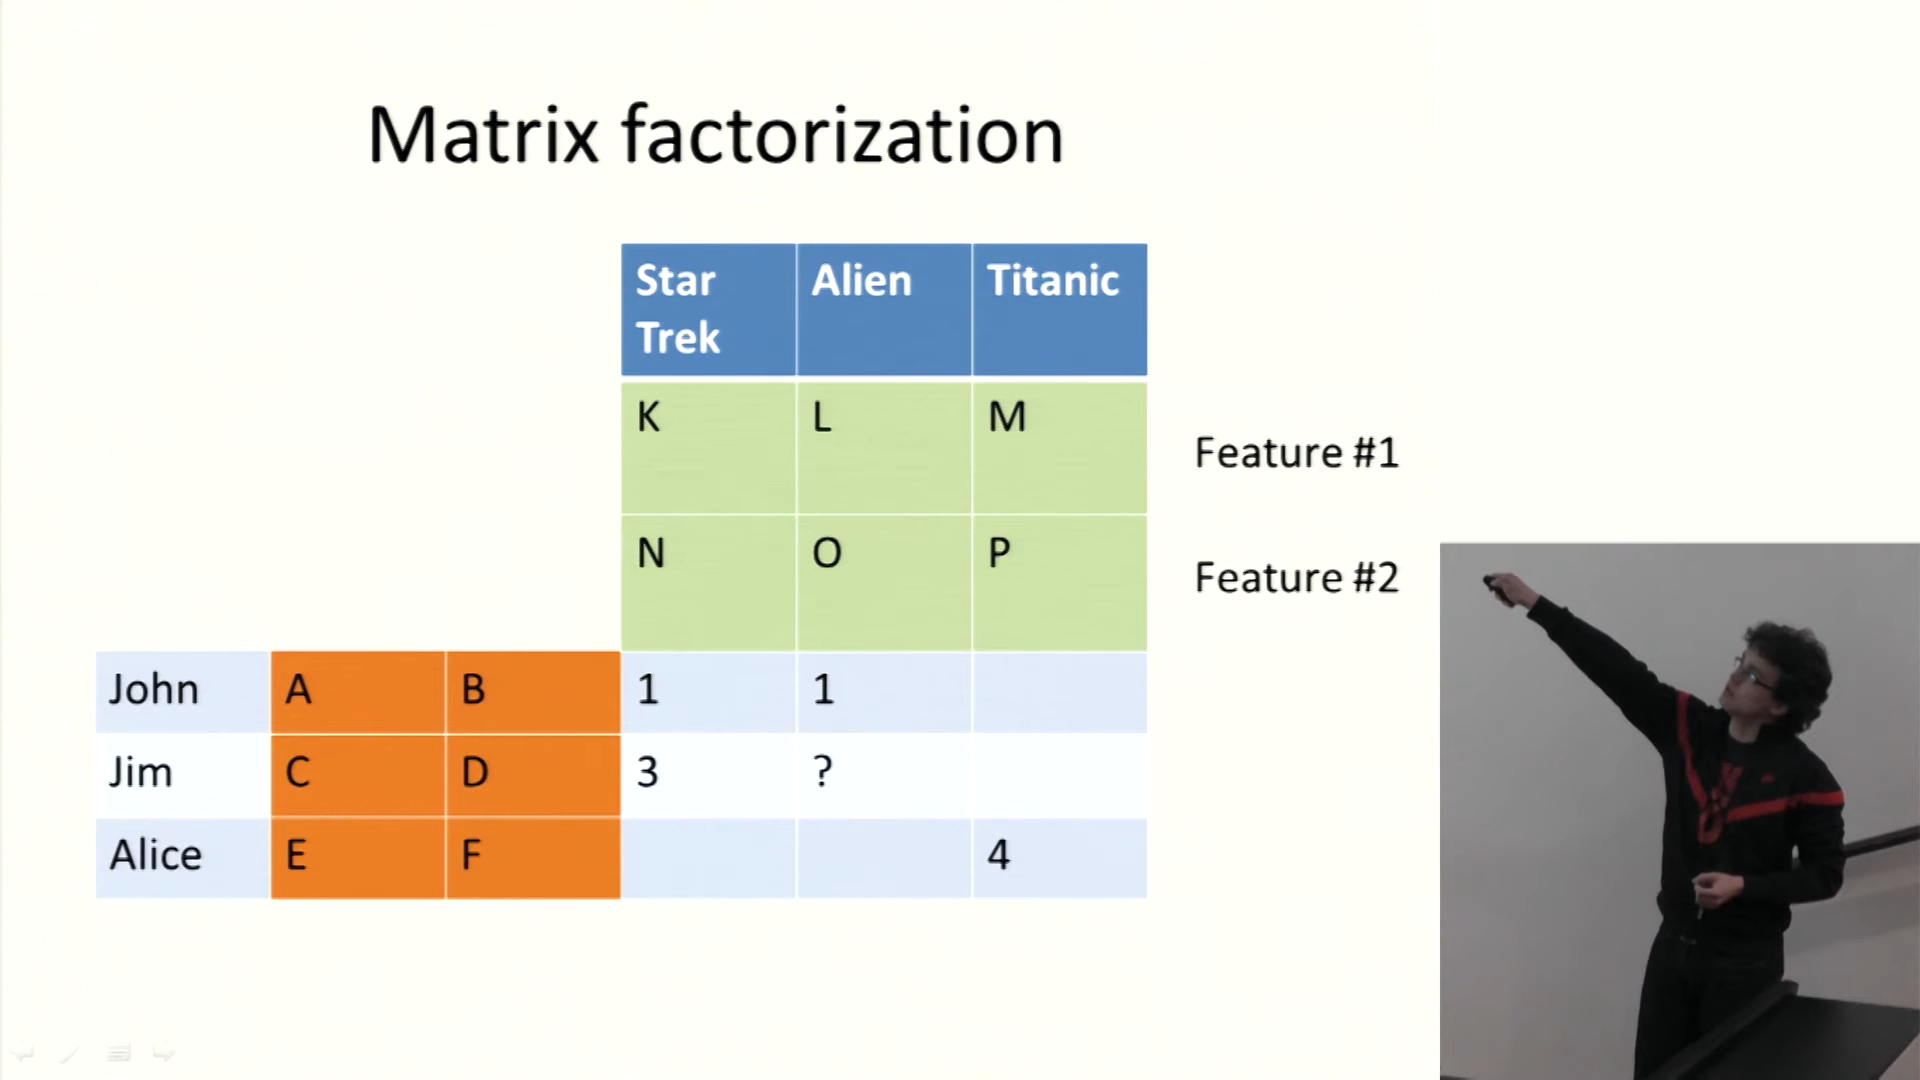 Matrix factorization
Star Trek Alien Titanic
K L M
Feature #1
N O P
Feature #2
John A B 1 1
Jim C D 3 ?
Alice E F 4